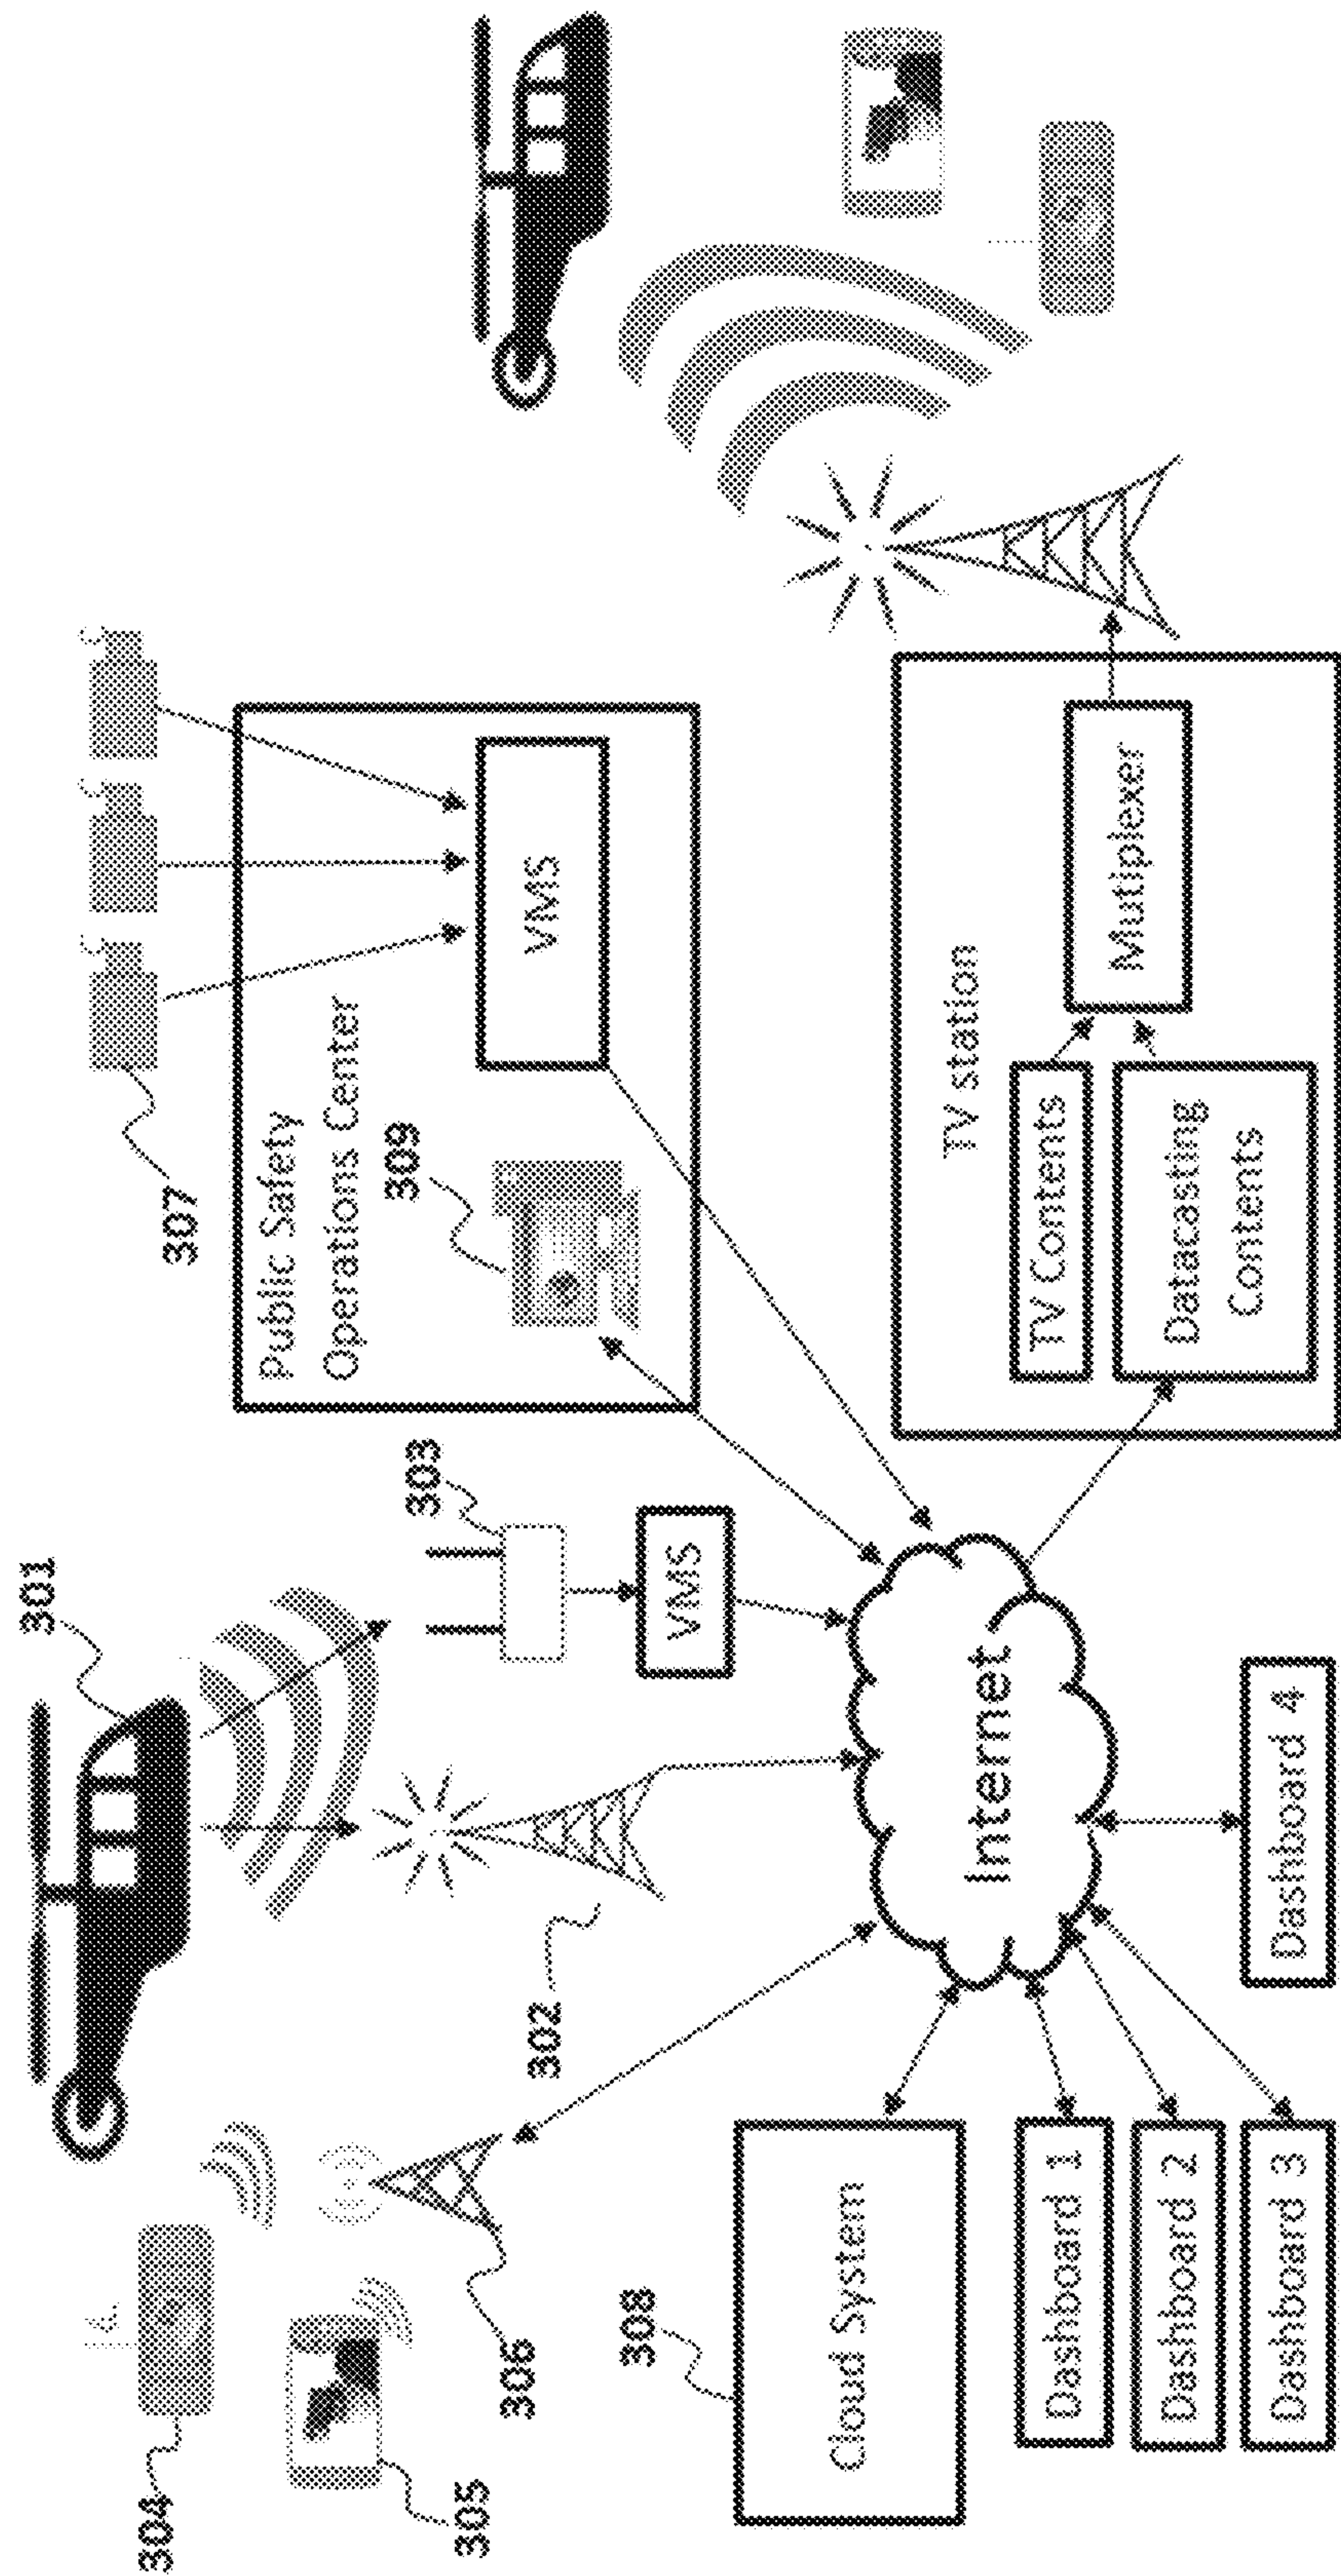 301
304
305
306
302
303
307
Public Safety
Operations Center
309
VMS
VMS
308
Cloud System
Internet
TV station
TV Contents
Mutiplexer
Datacasting
Contents
Dashboard 1
Dashboard 2
Dashboard 3
Dashboard 4